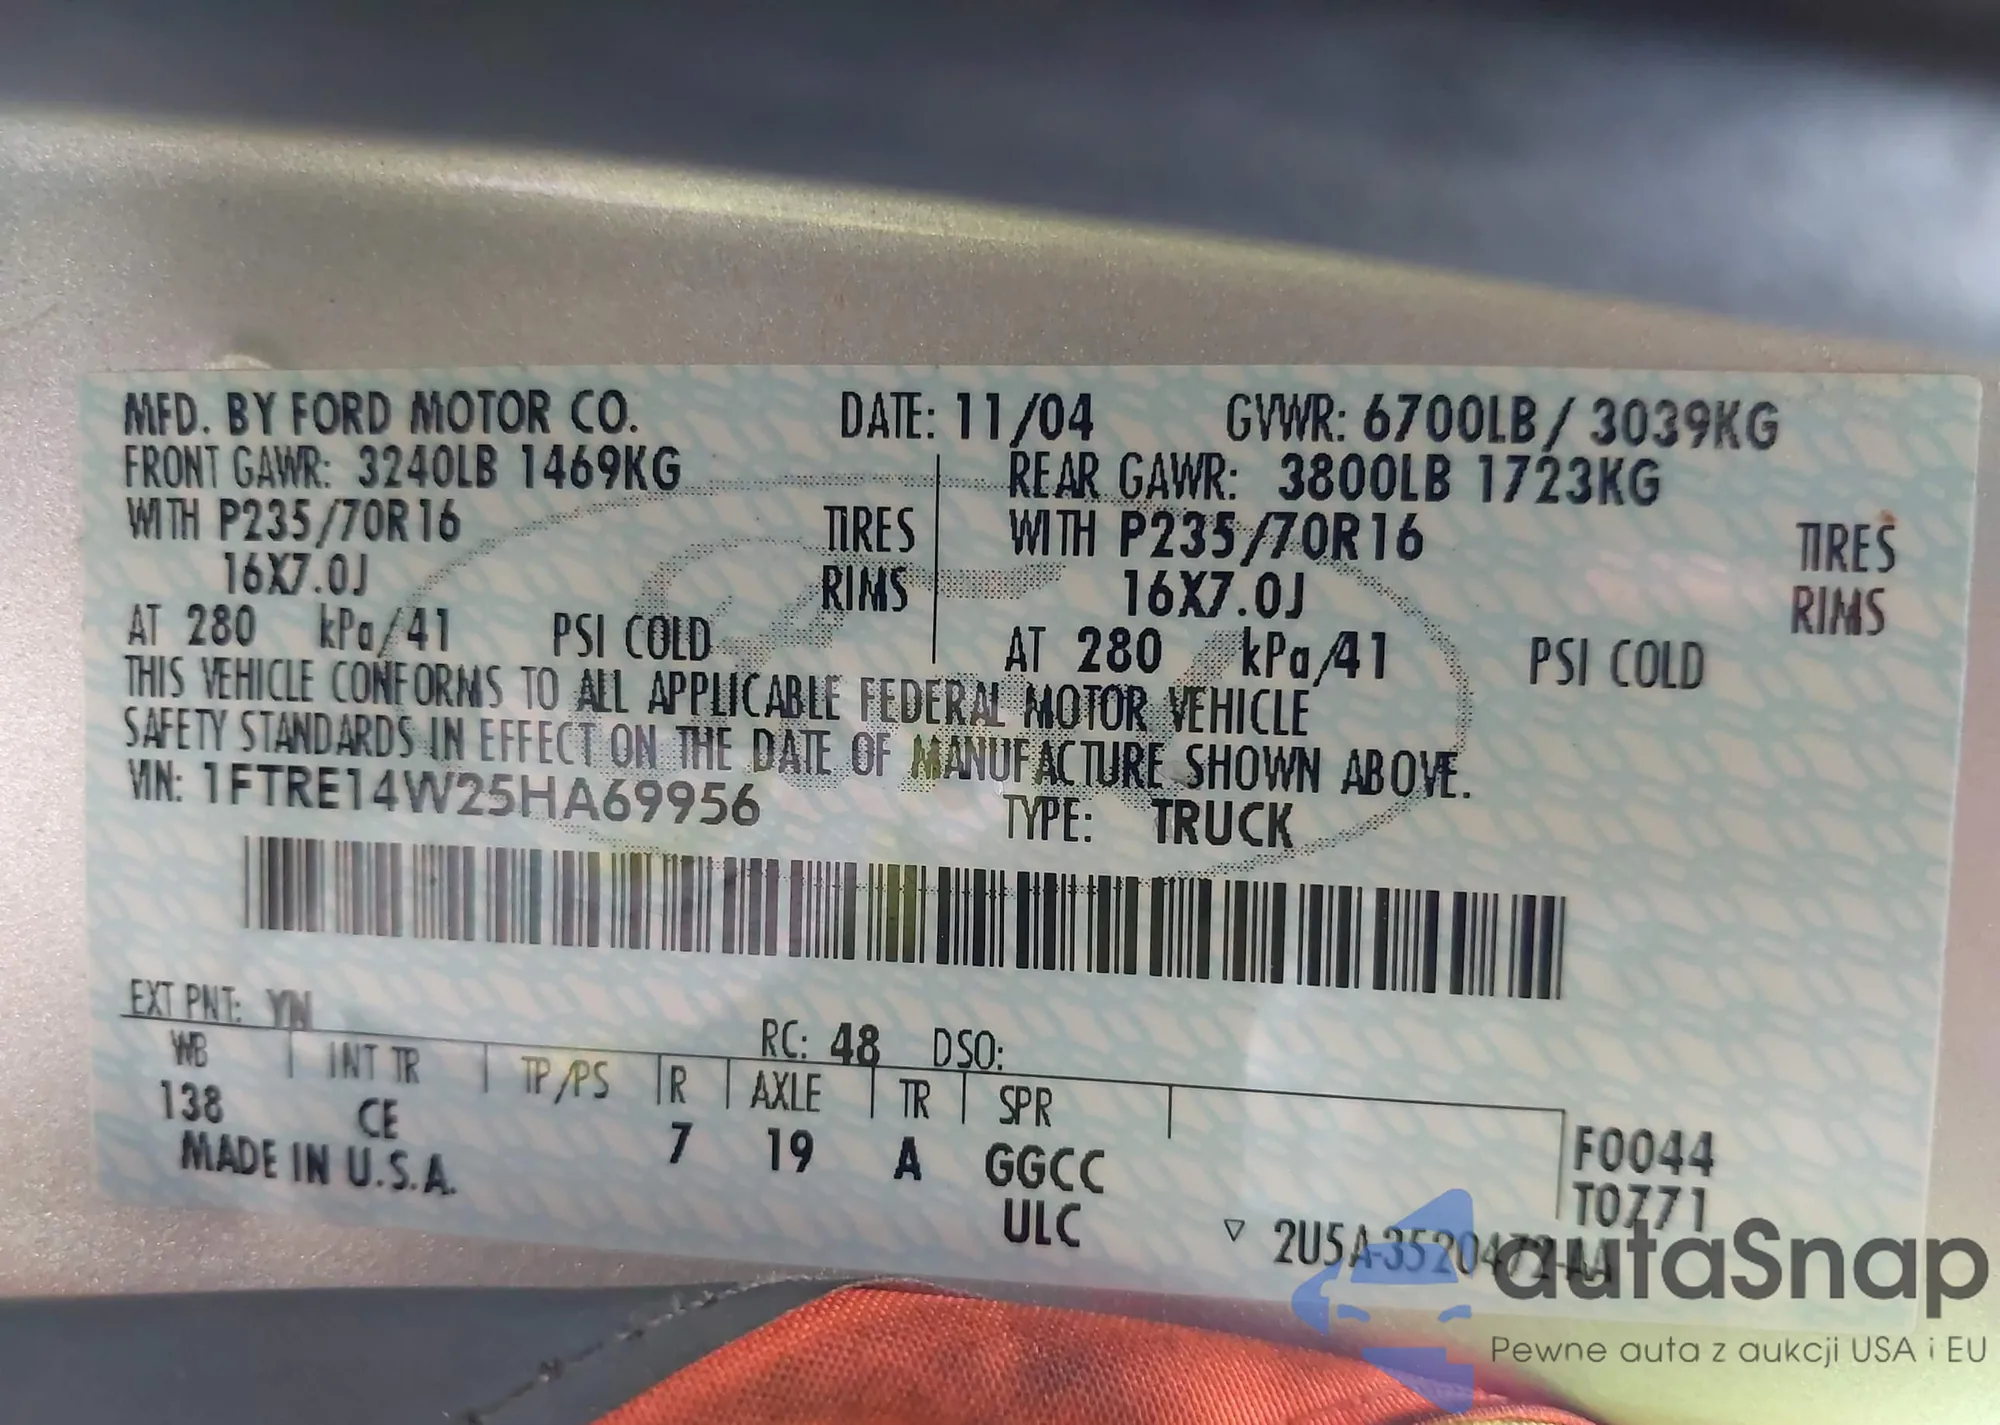 MFD. BY FORD MOTOR CO. DATE: 11/04 GVWR: 6700LB / 3039KG
FRONT GAWR: 3240LB 1469KG REAR GAWR: 3800LB 1723KG
WITH P235/70R16 TIRES WITH P235/70R16 TIRES
16X7.0J RIMS 16X7.0J RIMS
AT 280 kPa/41 PSI COLD AT 280 kPa/41 PSI COLD
THIS VEHICLE CONFORMS TO ALL APPLICABLE FEDERAL MOTOR VEHICLE
SAFETY STANDARDS IN EFFECT ON THE DATE OF MANUFACTURE SHOWN ABOVE.
VIN: 1FTRE14W25HA69956 TYPE: TRUCK
EXT PNT: YN RC: 48 DSO:
WB INT TR TP/PS R AXLE TR SPR
138 CE 7 19 A GGCC F0044
MADE IN U.S.A. ULC T0771
▽ 2U5A-3520472-AA
autaSnap
Pewne auta z aukcji USA i EU